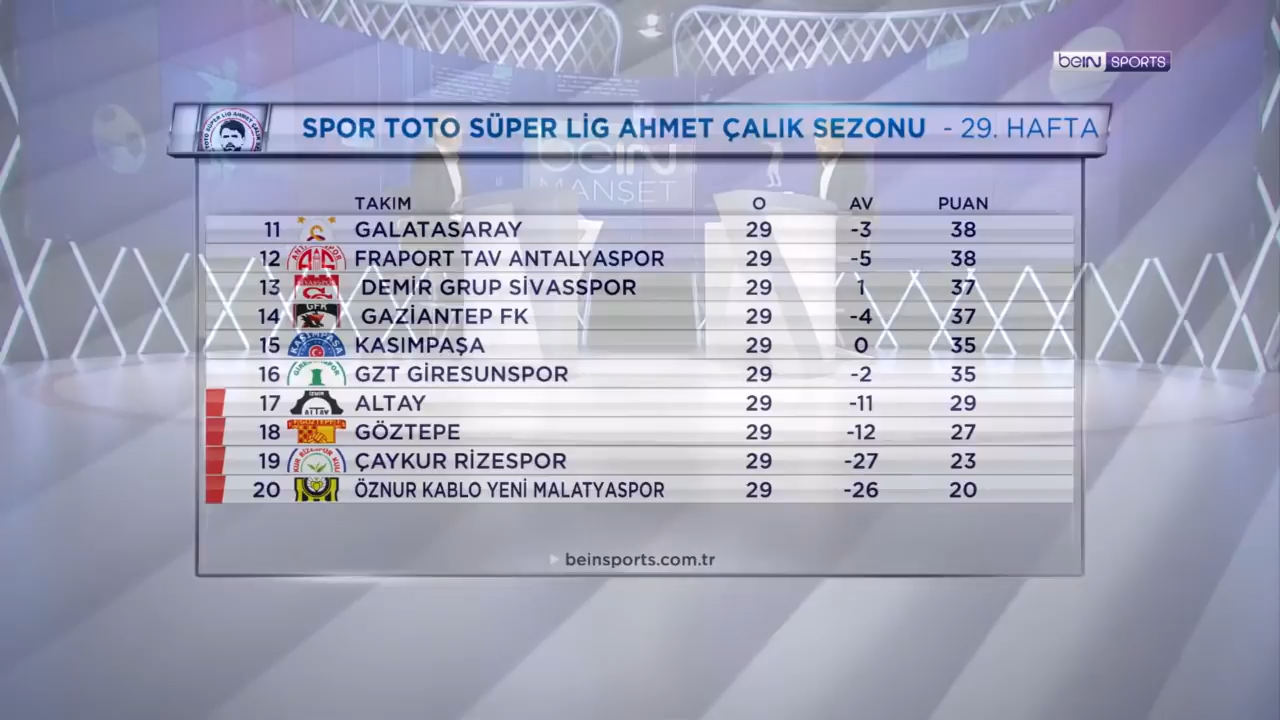 beIN SPORTS
SPOR TOTO SÜPER LİG AHMET ÇALIK SEZONU - 29. HAFTA
beIN
MANŞET
TAKIM O AV PUAN
11 GALATASARAY 29 -3 38
12 FRAPORT TAV ANTALYASPOR 29 -5 38
13 DEMİR GRUP SİVASSPOR 29 1 37
14 GAZİANTEP FK 29 -4 37
15 KASIMPAŞA 29 0 35
16 GZT GİRESUNSPOR 29 -2 35
17 ALTAY 29 -11 29
18 GÖZTEPE 29 -12 27
19 ÇAYKUR RİZESPOR 29 -27 23
20 ÖZNUR KABLO YENİ MALATYASPOR 29 -26 20
beinsports.com.tr